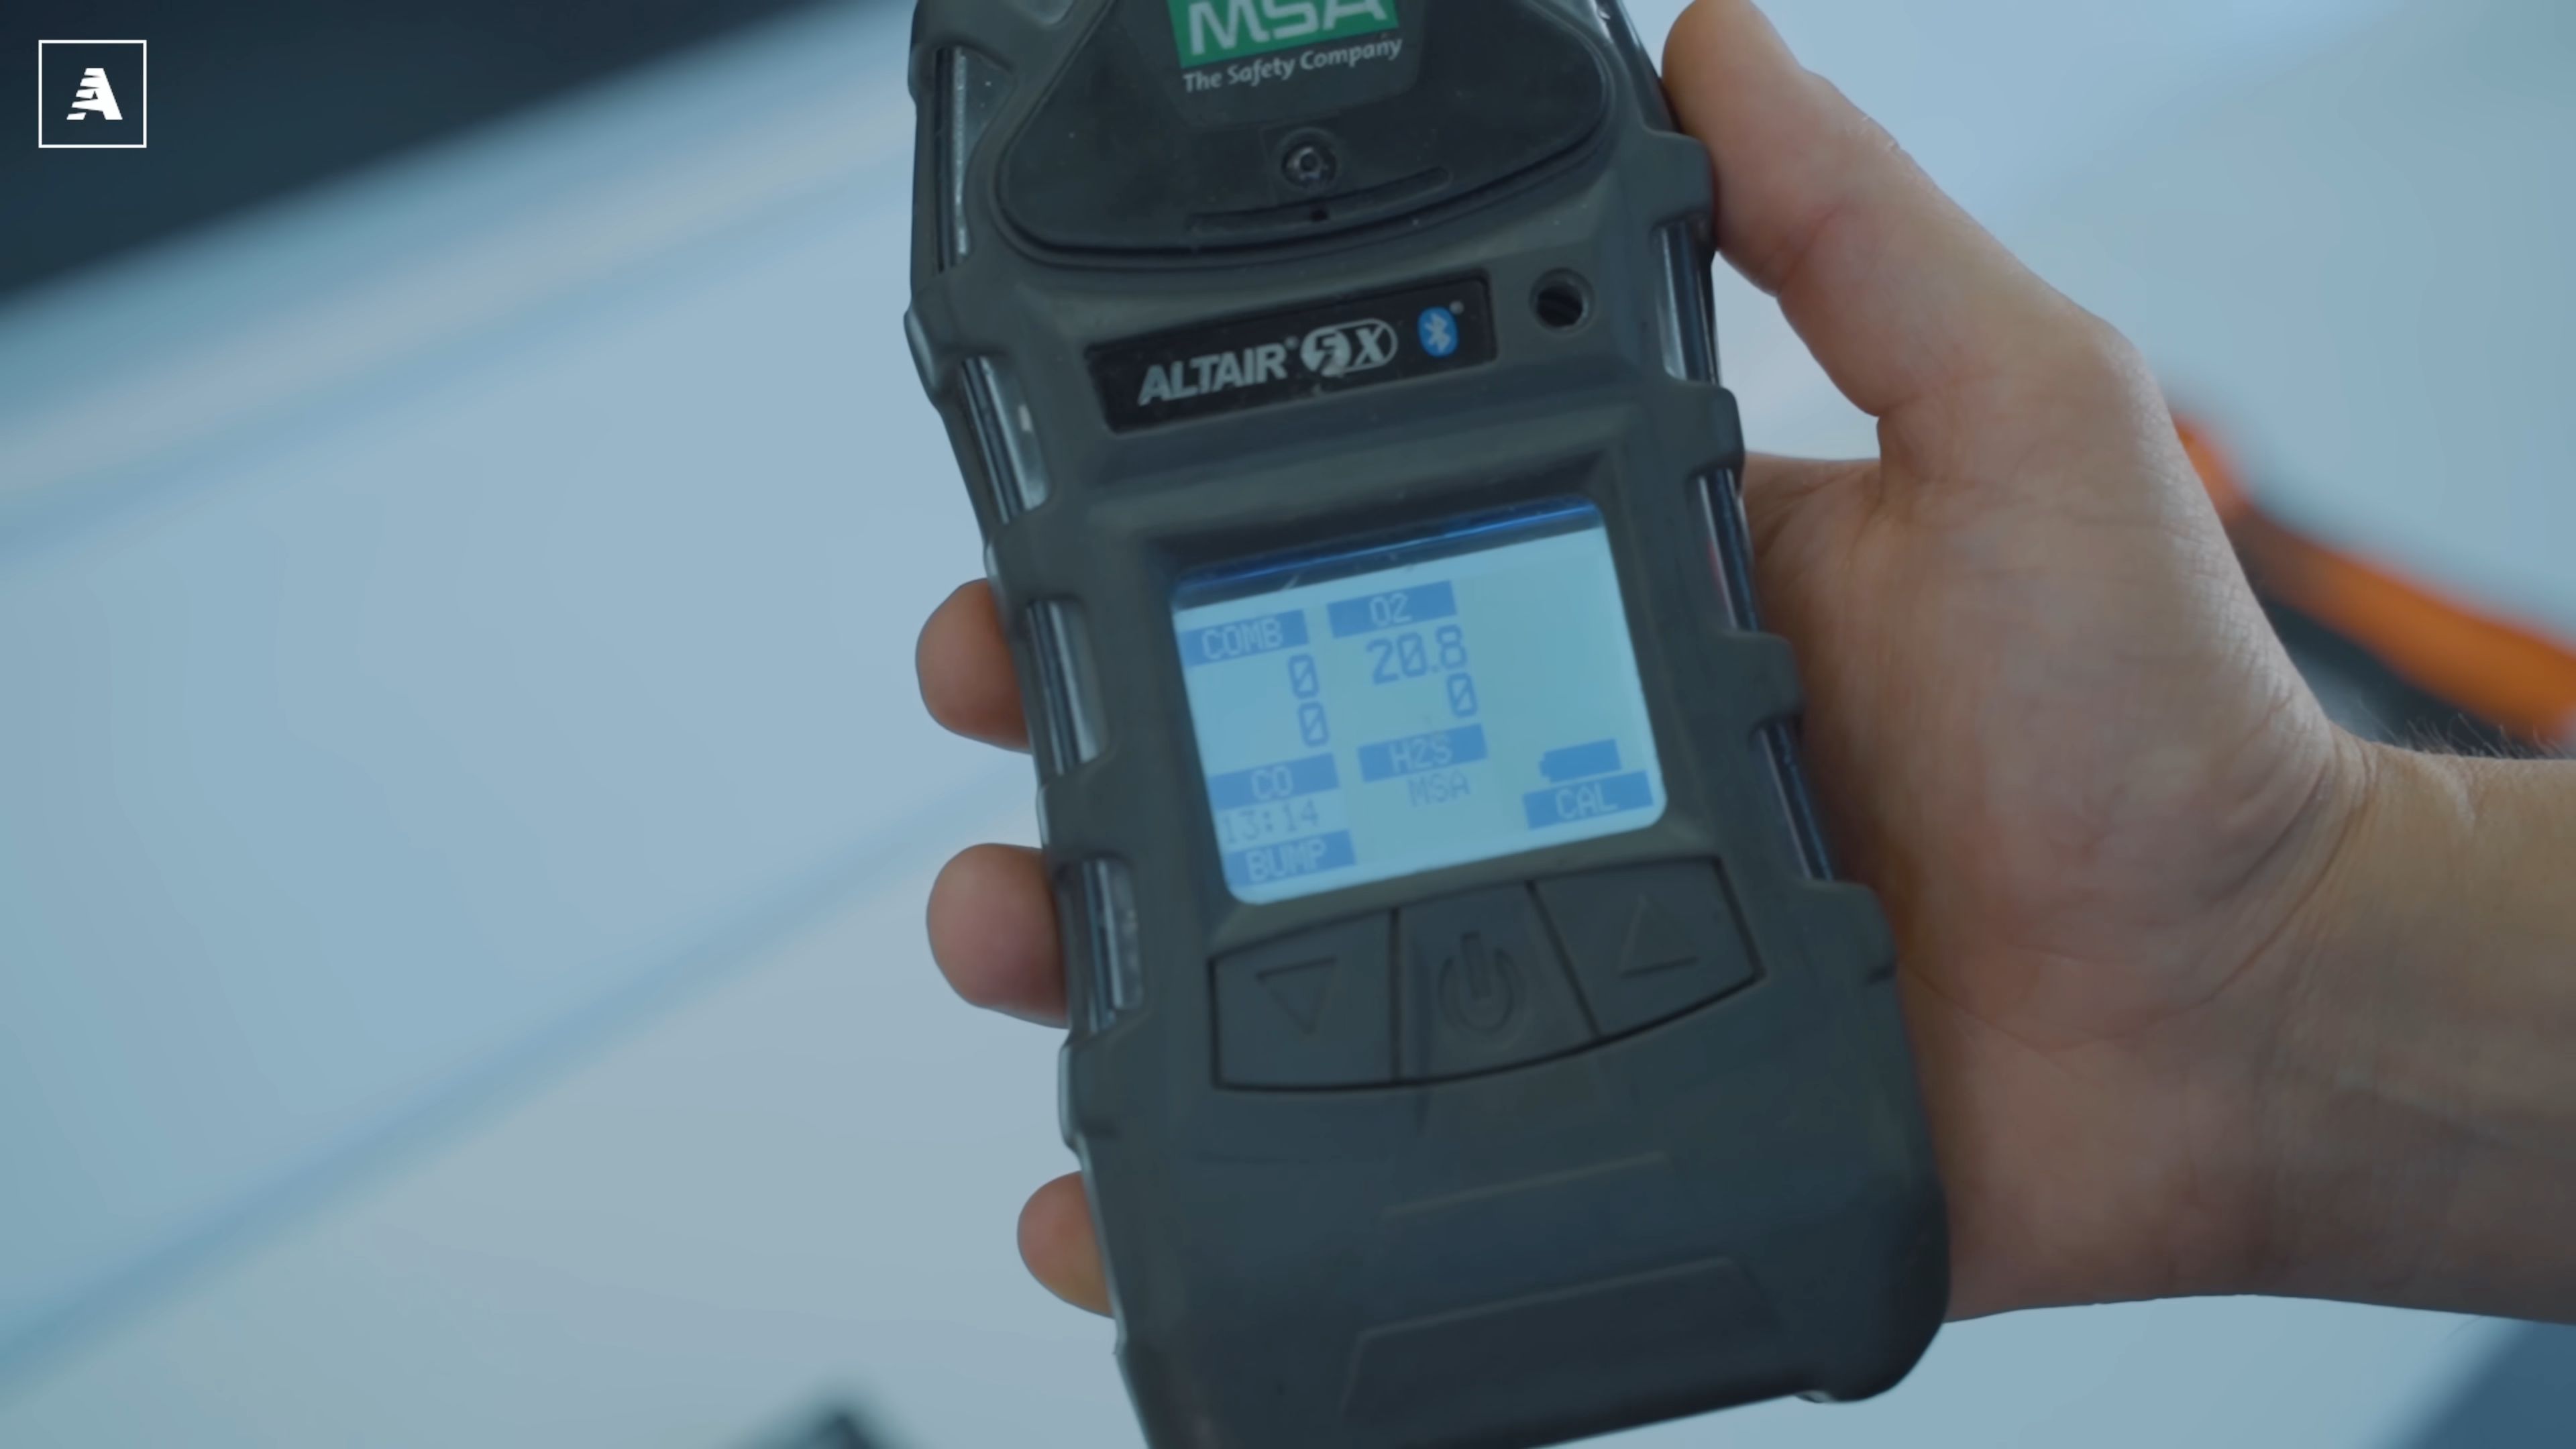 A
MSA
The Safety Company
ALTAIR® 5X ®
COMB O2
0 20.8
0 0
CO H2S
13:14 MSA
BUMP CAL